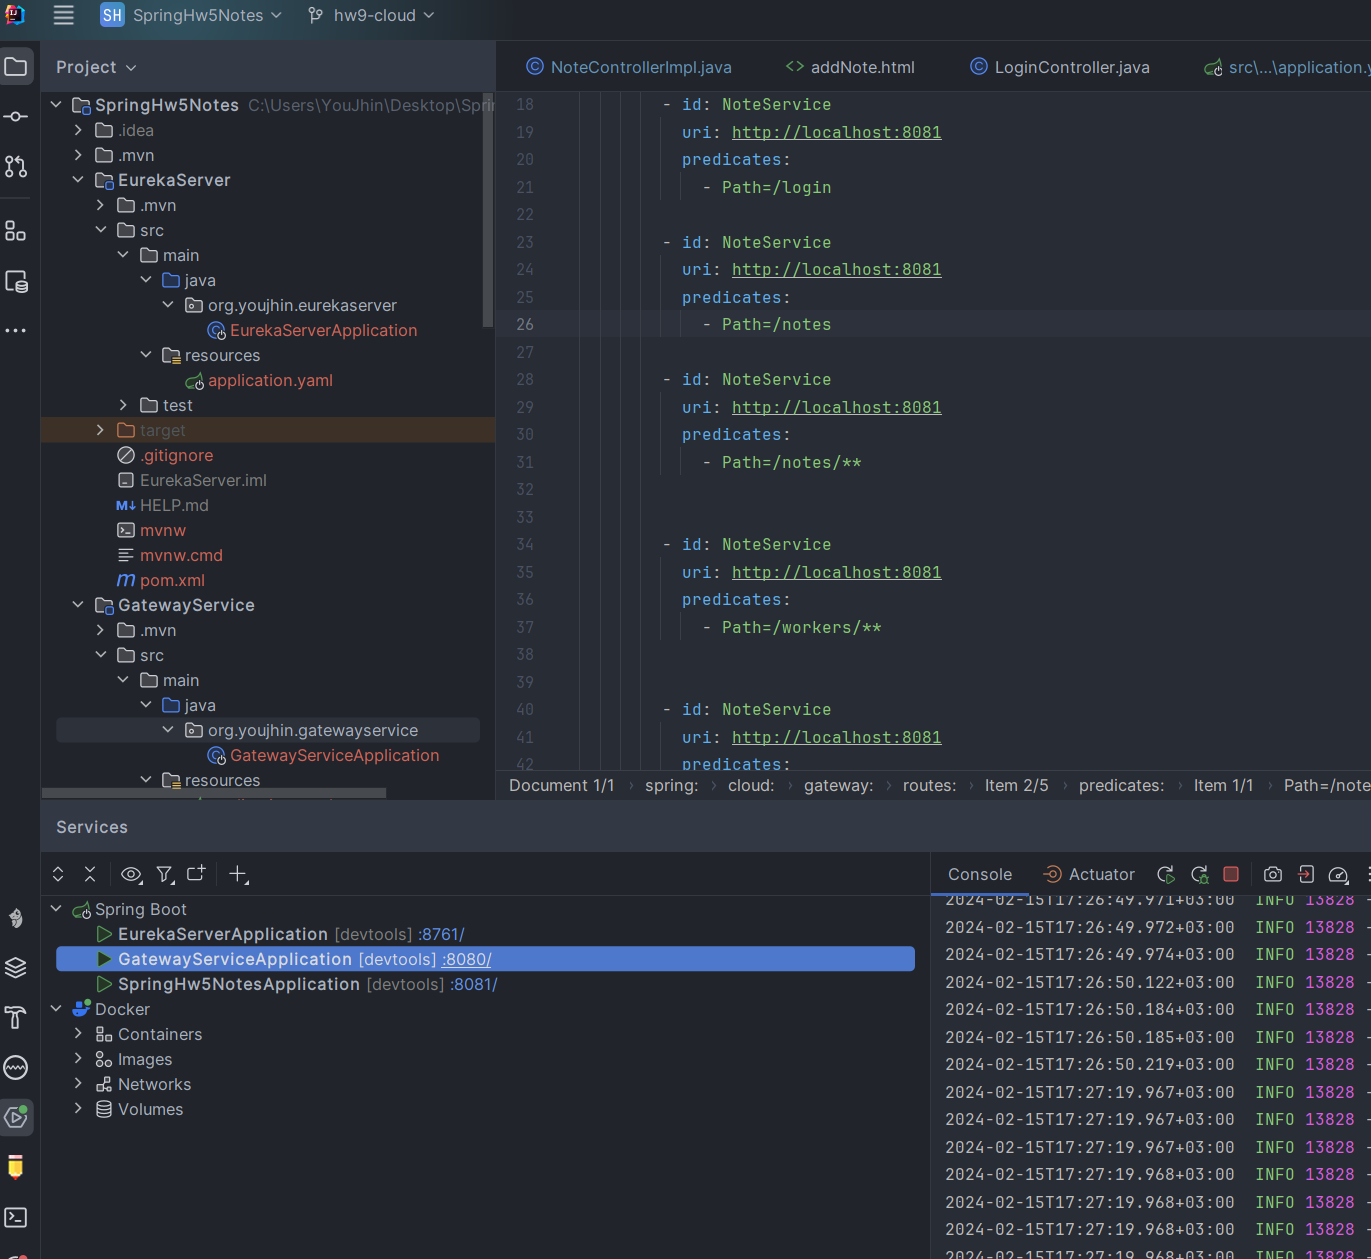 SH SpringHw5Notes hw9-cloud
Project
NoteControllerImpl.java addNote.html LoginController.java src\...\application.y
SpringHw5Notes C:\Users\YouJhin\Desktop\Spri
.idea
.mvn
EurekaServer
.mvn
src
main
java
org.youjhin.eurekaserver
EurekaServerApplication
resources
application.yaml
test
target
.gitignore
EurekaServer.iml
M↓ HELP.md
mvnw
mvnw.cmd
m pom.xml
GatewayService
.mvn
src
main
java
org.youjhin.gatewayservice
GatewayServiceApplication
resources
18 - id: NoteService
19 uri: http://localhost:8081
20 predicates:
21 - Path=/login
22
23 - id: NoteService
24 uri: http://localhost:8081
25 predicates:
26 - Path=/notes
27
28 - id: NoteService
29 uri: http://localhost:8081
30 predicates:
31 - Path=/notes/**
32
33
34 - id: NoteService
35 uri: http://localhost:8081
36 predicates:
37 - Path=/workers/**
38
39
40 - id: NoteService
41 uri: http://localhost:8081
42 predicates:
Document 1/1 › spring: › cloud: › gateway: › routes: › Item 2/5 › predicates: › Item 1/1 › Path=/note
Services
Console Actuator
Spring Boot
EurekaServerApplication [devtools] :8761/
GatewayServiceApplication [devtools] :8080/
SpringHw5NotesApplication [devtools] :8081/
Docker
Containers
Images
Networks
Volumes
2024-02-15T17:26:49.971+03:00 INFO 13828 -
2024-02-15T17:26:49.972+03:00 INFO 13828 -
2024-02-15T17:26:49.974+03:00 INFO 13828 -
2024-02-15T17:26:50.122+03:00 INFO 13828 -
2024-02-15T17:26:50.184+03:00 INFO 13828 -
2024-02-15T17:26:50.185+03:00 INFO 13828 -
2024-02-15T17:26:50.219+03:00 INFO 13828 -
2024-02-15T17:27:19.967+03:00 INFO 13828 -
2024-02-15T17:27:19.967+03:00 INFO 13828 -
2024-02-15T17:27:19.967+03:00 INFO 13828 -
2024-02-15T17:27:19.968+03:00 INFO 13828 -
2024-02-15T17:27:19.968+03:00 INFO 13828 -
2024-02-15T17:27:19.968+03:00 INFO 13828 -
2024-02-15T17:27:19.968+03:00 INFO 13828 -